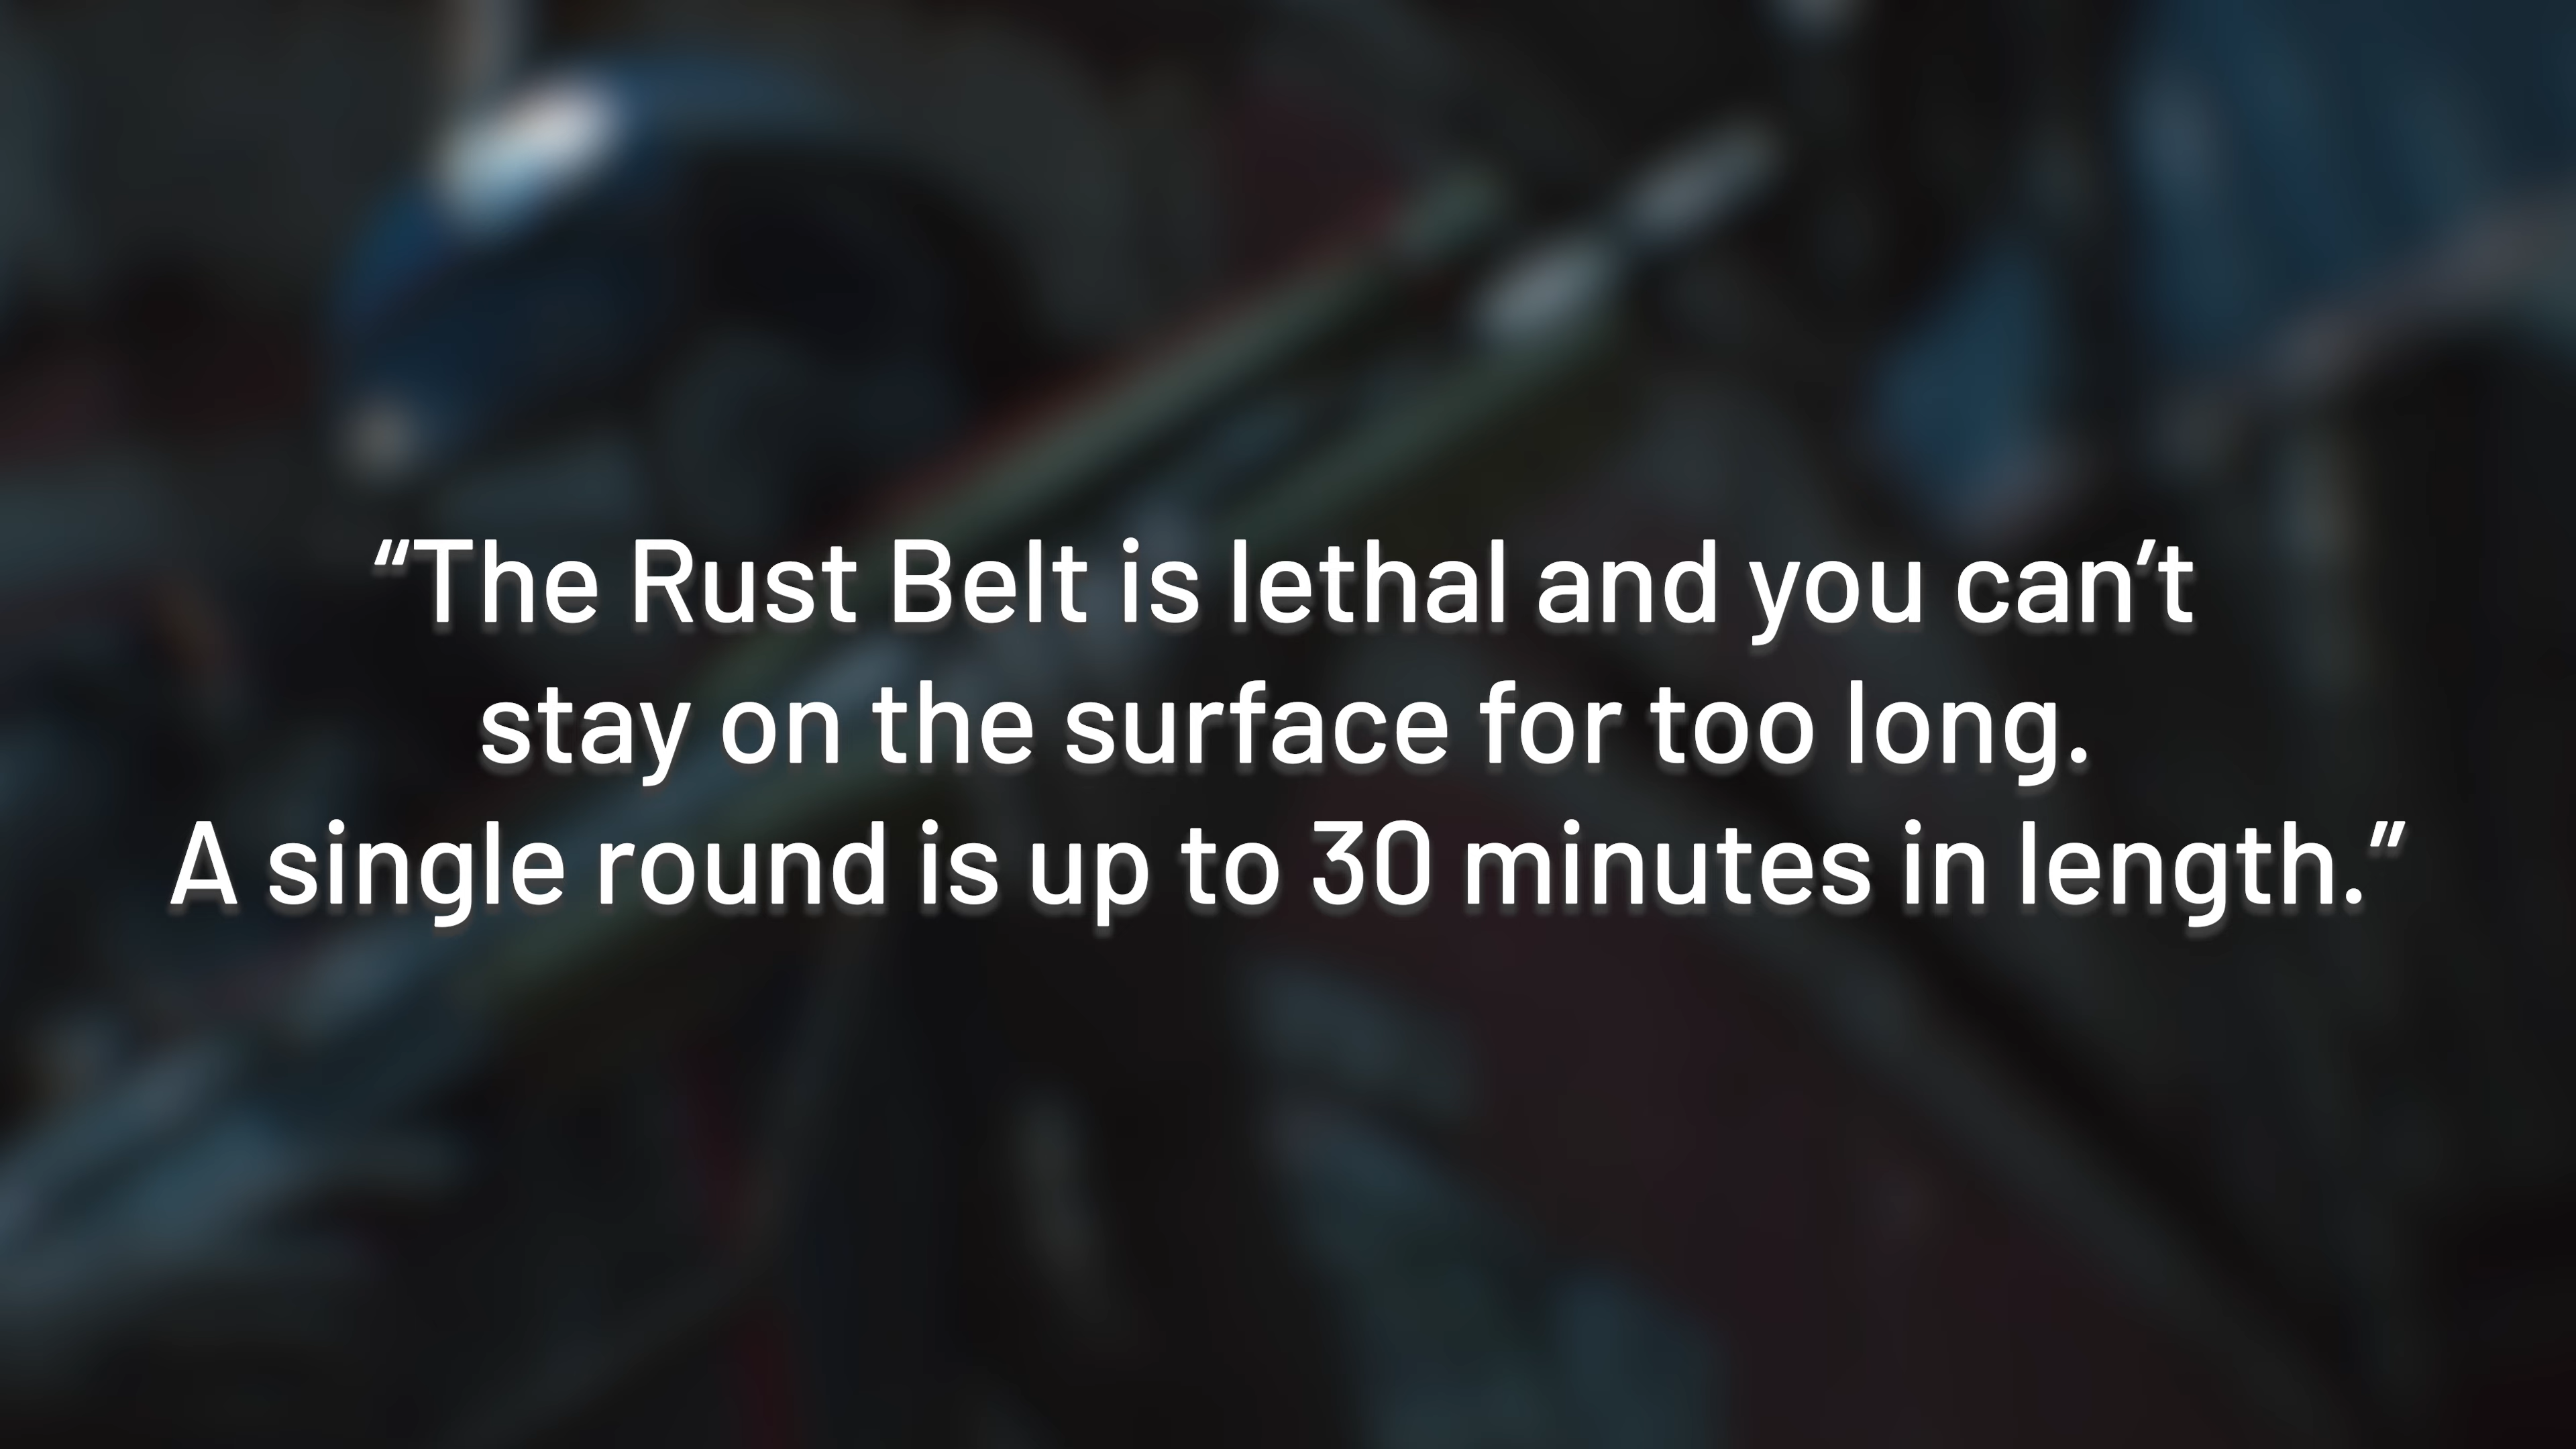 “The Rust Belt is lethal and you can’t
stay on the surface for too long.
A single round is up to 30 minutes in length.”